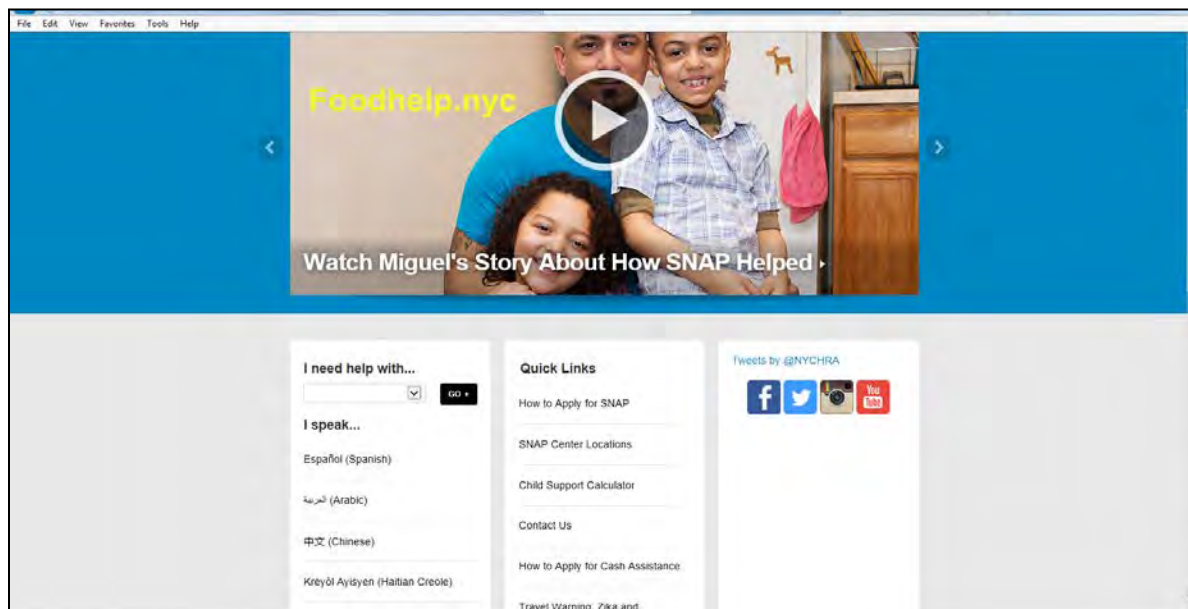 File Edit View Favorites Tools Help
Foodhelp.nyc
Watch Miguel's Story About How SNAP Helped
I need help with...
GO
I speak...
Español (Spanish)
العربية (Arabic)
中文 (Chinese)
Kreyòl Ayisyen (Haitian Creole)
Quick Links
How to Apply for SNAP
SNAP Center Locations
Child Support Calculator
Contact Us
How to Apply for Cash Assistance
Travel Warning, Zika and
Tweets by @NYCHRA
f
You
Tube